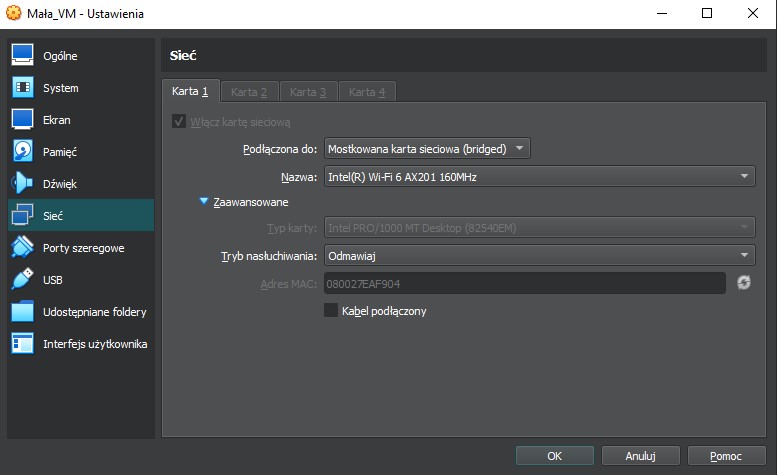 Mała_VM - Ustawienia
Ogólne
System
Ekran
Pamięć
Dźwięk
Sieć
Porty szeregowe
USB
Udostępniane foldery
Interfejs użytkownika
Sieć
Karta 1 Karta 2 Karta 3 Karta 4
Włącz kartę sieciową
Podłączona do: Mostkowana karta sieciowa (bridged)
Nazwa: Intel(R) Wi-Fi 6 AX201 160MHz
Zaawansowane
Typ karty: Intel PRO/1000 MT Desktop (82540EM)
Tryb nasłuchiwania: Odmawiaj
Adres MAC: 080027EAF904
Kabel podłączony
OK Anuluj Pomoc